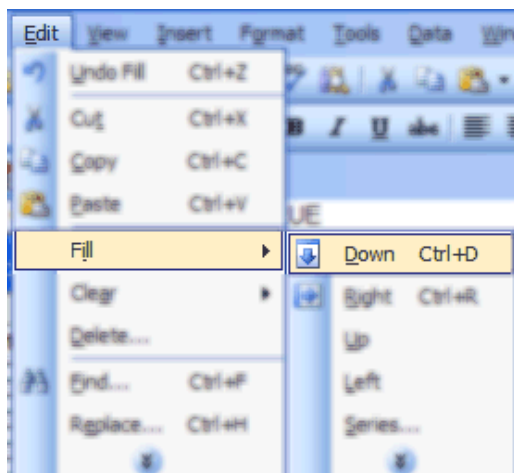 Edit View Insert Format Tools Data
Undo Fill Ctrl+Z
Cut Ctrl+X
Copy Ctrl+C
Paste Ctrl+V
Fill
Clear
Delete...
Find... Ctrl+F
Replace... Ctrl+H
B I U abc
UE
Down Ctrl+D
Right Ctrl+R
Up
Left
Series...